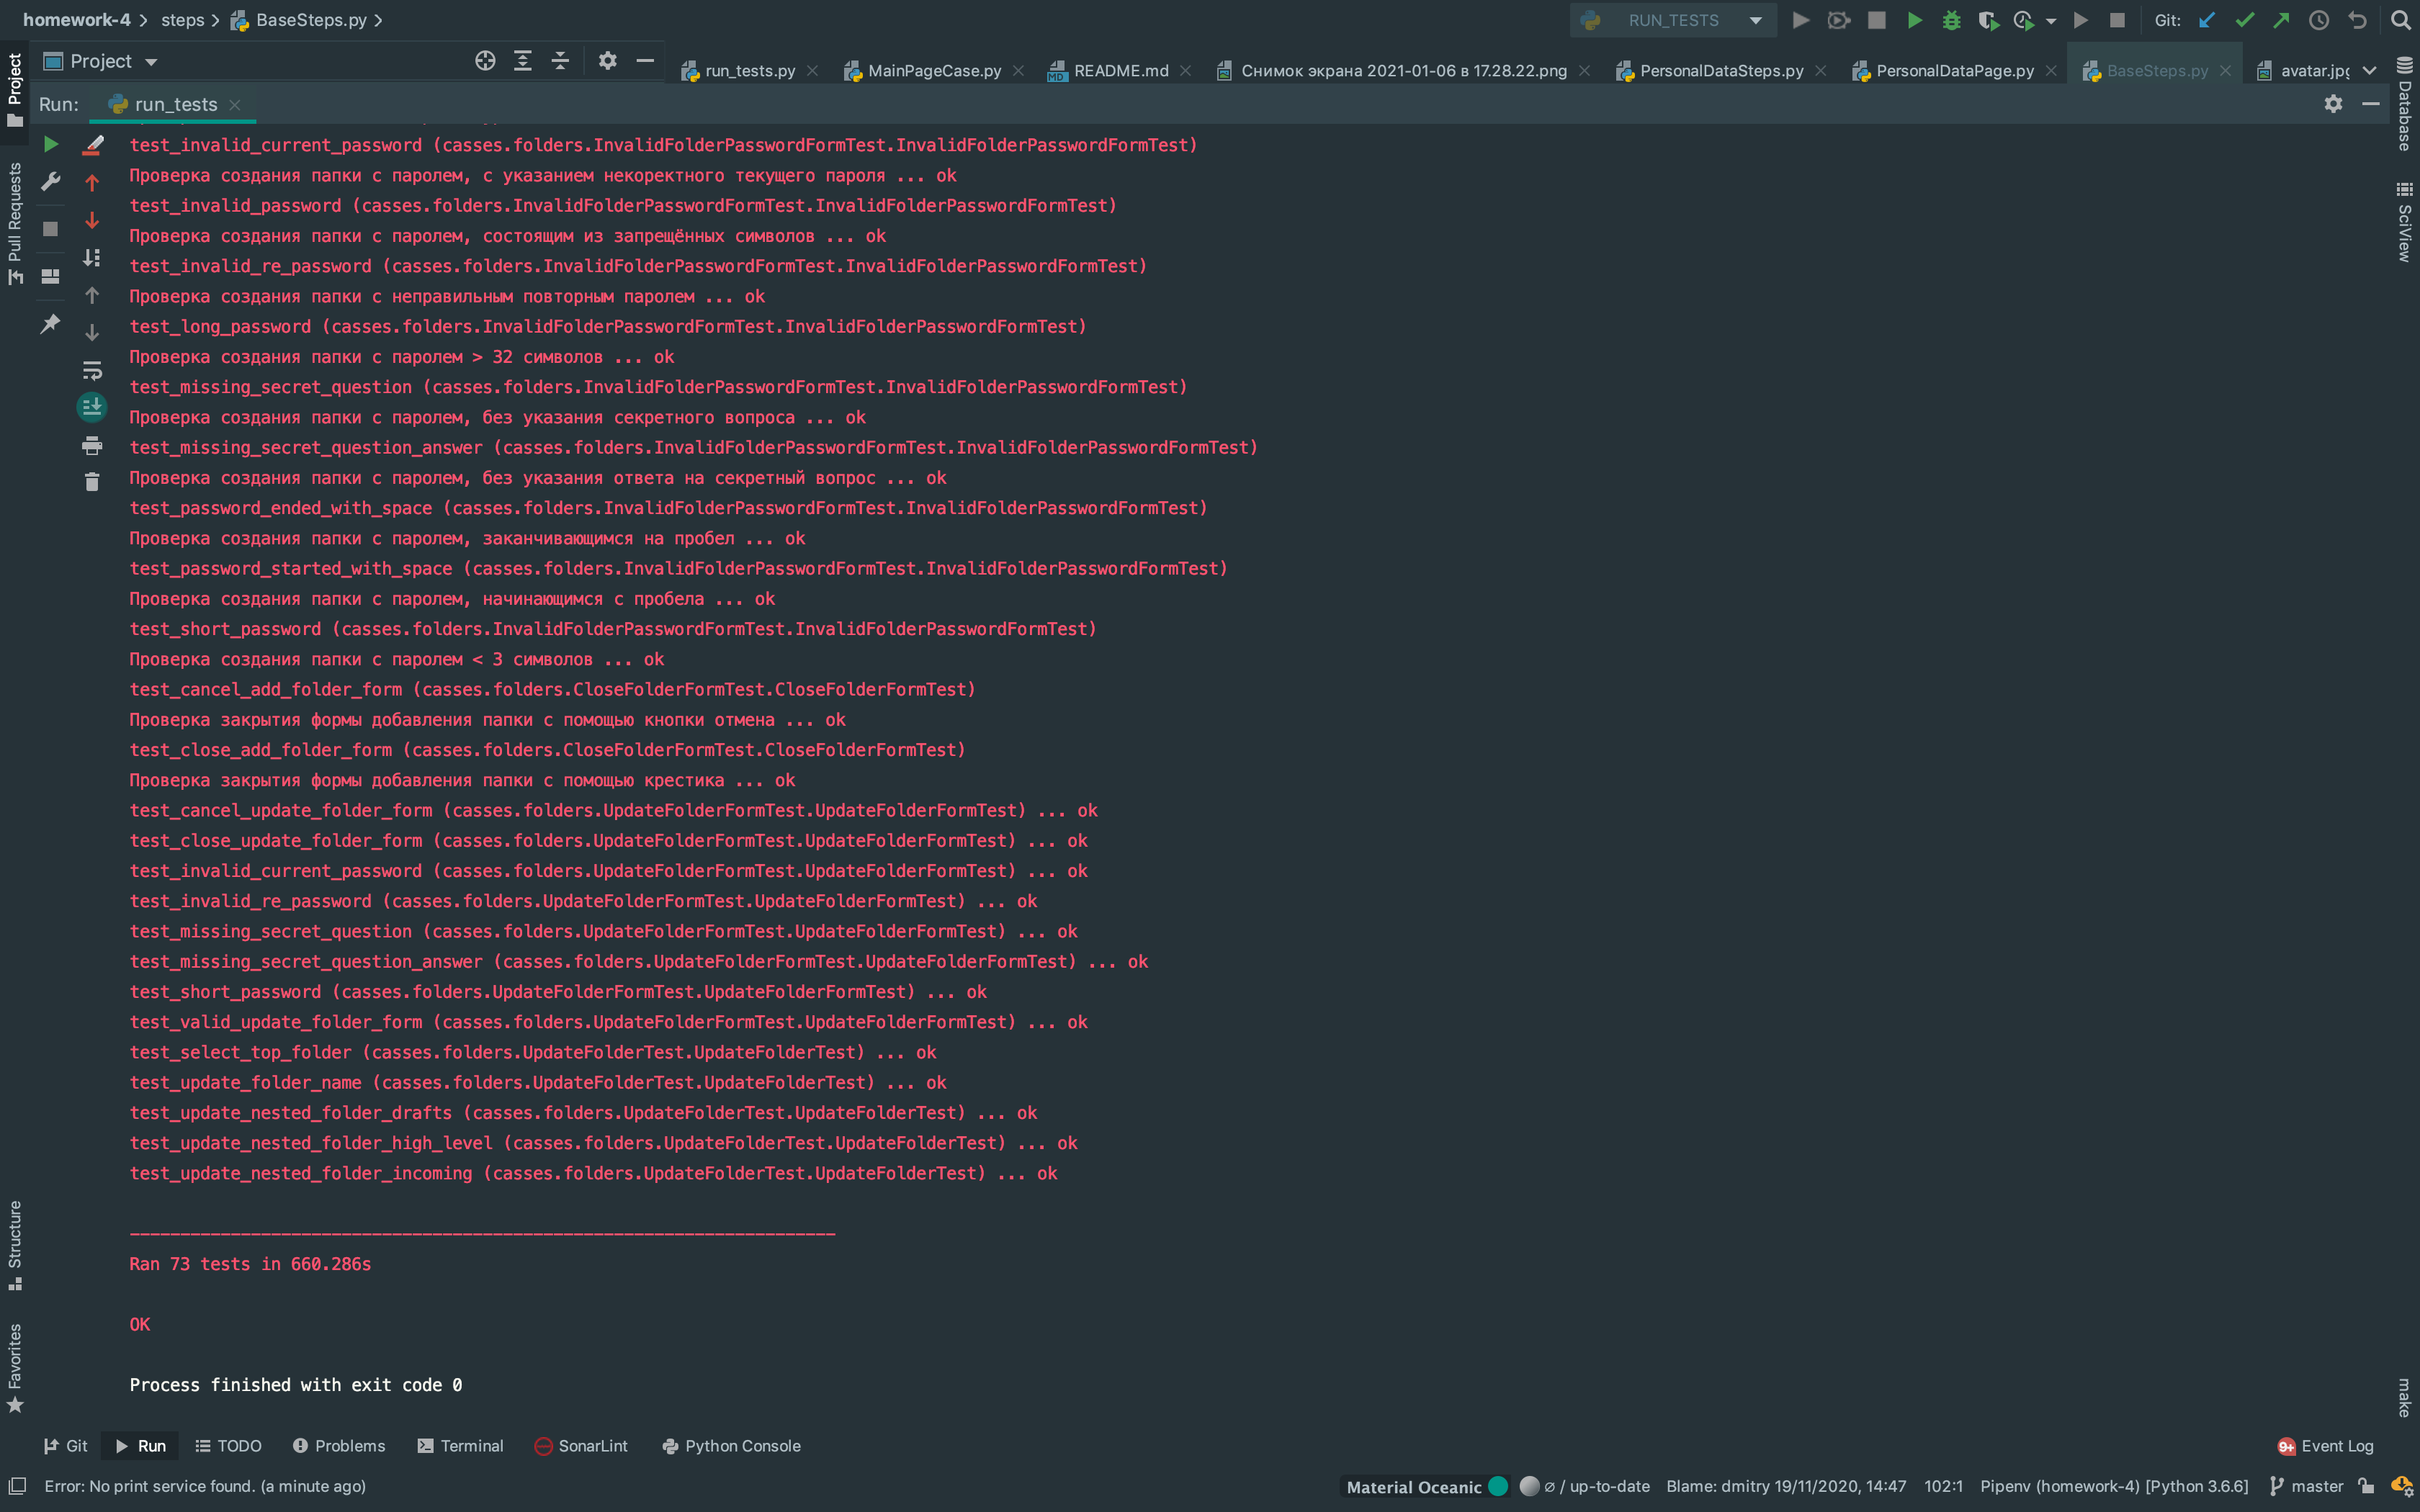 homework-4 steps BaseSteps.py
RUN_TESTS
Git:
Project
run_tests.py
MainPageCase.py
README.md
Снимок экрана 2021-01-06 в 17.28.22.png
PersonalDataSteps.py
PersonalDataPage.py
BaseSteps.py
avatar.jpg
Run: run_tests
test_invalid_current_password (casses.folders.InvalidFolderPasswordFormTest.InvalidFolderPasswordFormTest)
Проверка создания папки с паролем, с указанием некоректного текущего пароля ... ok
test_invalid_password (casses.folders.InvalidFolderPasswordFormTest.InvalidFolderPasswordFormTest)
Проверка создания папки с паролем, состоящим из запрещённых символов ... ok
test_invalid_re_password (casses.folders.InvalidFolderPasswordFormTest.InvalidFolderPasswordFormTest)
Проверка создания папки с неправильным повторным паролем ... ok
test_long_password (casses.folders.InvalidFolderPasswordFormTest.InvalidFolderPasswordFormTest)
Проверка создания папки с паролем > 32 символов ... ok
test_missing_secret_question (casses.folders.InvalidFolderPasswordFormTest.InvalidFolderPasswordFormTest)
Проверка создания папки с паролем, без указания секретного вопроса ... ok
test_missing_secret_question_answer (casses.folders.InvalidFolderPasswordFormTest.InvalidFolderPasswordFormTest)
Проверка создания папки с паролем, без указания ответа на секретный вопрос ... ok
test_password_ended_with_space (casses.folders.InvalidFolderPasswordFormTest.InvalidFolderPasswordFormTest)
Проверка создания папки с паролем, заканчивающимся на пробел ... ok
test_password_started_with_space (casses.folders.InvalidFolderPasswordFormTest.InvalidFolderPasswordFormTest)
Проверка создания папки с паролем, начинающимся с пробела ... ok
test_short_password (casses.folders.InvalidFolderPasswordFormTest.InvalidFolderPasswordFormTest)
Проверка создания папки с паролем < 3 символов ... ok
test_cancel_add_folder_form (casses.folders.CloseFolderFormTest.CloseFolderFormTest)
Проверка закрытия формы добавления папки с помощью кнопки отмена ... ok
test_close_add_folder_form (casses.folders.CloseFolderFormTest.CloseFolderFormTest)
Проверка закрытия формы добавления папки с помощью крестика ... ok
test_cancel_update_folder_form (casses.folders.UpdateFolderFormTest.UpdateFolderFormTest) ... ok
test_close_update_folder_form (casses.folders.UpdateFolderFormTest.UpdateFolderFormTest) ... ok
test_invalid_current_password (casses.folders.UpdateFolderFormTest.UpdateFolderFormTest) ... ok
test_invalid_re_password (casses.folders.UpdateFolderFormTest.UpdateFolderFormTest) ... ok
test_missing_secret_question (casses.folders.UpdateFolderFormTest.UpdateFolderFormTest) ... ok
test_missing_secret_question_answer (casses.folders.UpdateFolderFormTest.UpdateFolderFormTest) ... ok
test_short_password (casses.folders.UpdateFolderFormTest.UpdateFolderFormTest) ... ok
test_valid_update_folder_form (casses.folders.UpdateFolderFormTest.UpdateFolderFormTest) ... ok
test_select_top_folder (casses.folders.UpdateFolderTest.UpdateFolderTest) ... ok
test_update_folder_name (casses.folders.UpdateFolderTest.UpdateFolderTest) ... ok
test_update_nested_folder_drafts (casses.folders.UpdateFolderTest.UpdateFolderTest) ... ok
test_update_nested_folder_high_level (casses.folders.UpdateFolderTest.UpdateFolderTest) ... ok
test_update_nested_folder_incoming (casses.folders.UpdateFolderTest.UpdateFolderTest) ... ok
----------------------------------------------------------------------
Ran 73 tests in 660.286s
OK
Process finished with exit code 0
Project
Pull Requests
Structure
Favorites
Database
SciView
make
Git Run TODO Problems Terminal SonarLint Python Console
9+ Event Log
Error: No print service found. (a minute ago)
Material Oceanic
⌀ / up-to-date
Blame: dmitry 19/11/2020, 14:47
102:1
Pipenv (homework-4) [Python 3.6.6]
master